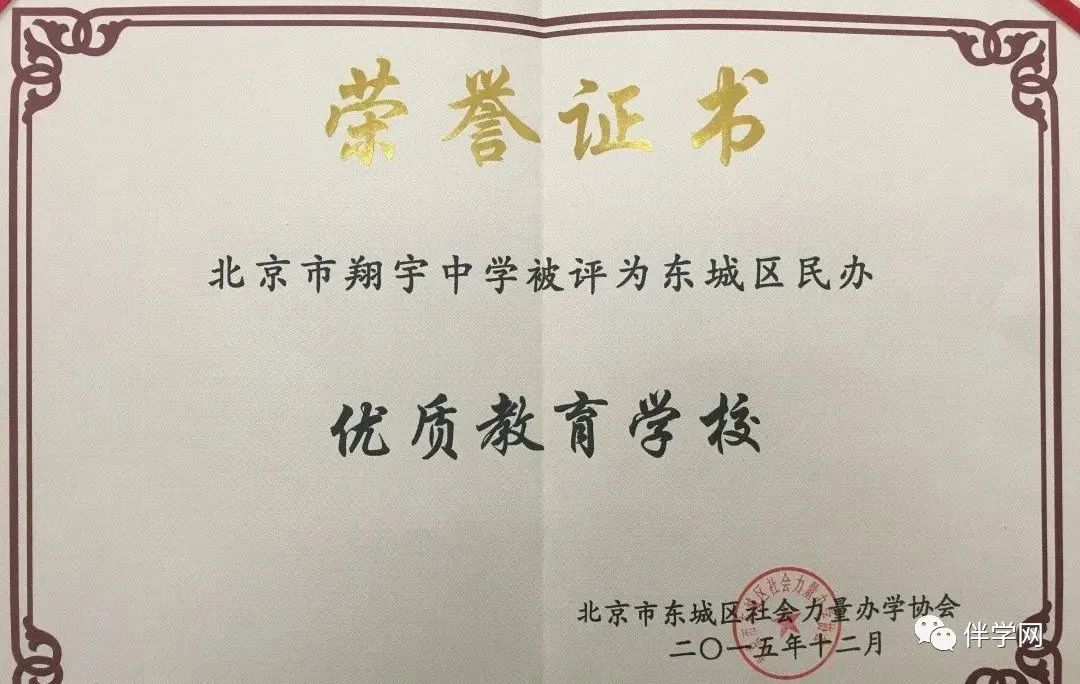 荣誉证书
北京市翔宇中学被评为东城区民办
优质教育学校
北京市东城区社会力量办学协会
二〇一五年十二月
伴学网